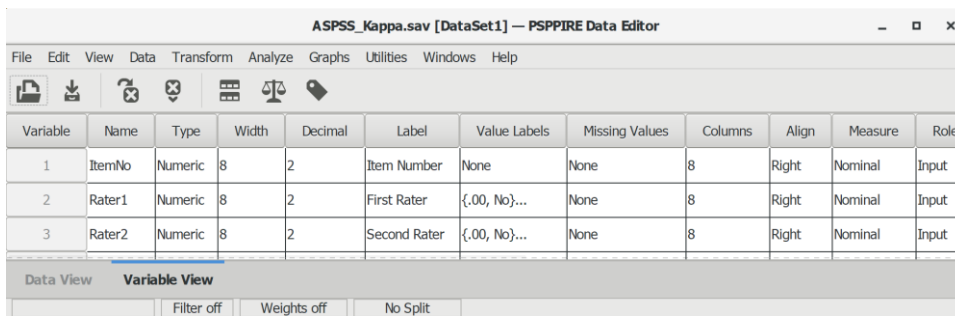 ASPSS_Kappa.sav [DataSet1] — PSPPIRE Data Editor
File Edit View Data Transform Analyze Graphs Utilities Windows Help
Variable Name Type Width Decimal Label Value Labels Missing Values Columns Align Measure Role
1 ItemNo Numeric 8 2 Item Number None None 8 Right Nominal Input
2 Rater1 Numeric 8 2 First Rater {.00, No}... None 8 Right Nominal Input
3 Rater2 Numeric 8 2 Second Rater {.00, No}... None 8 Right Nominal Input
Data View Variable View
Filter off Weights off No Split